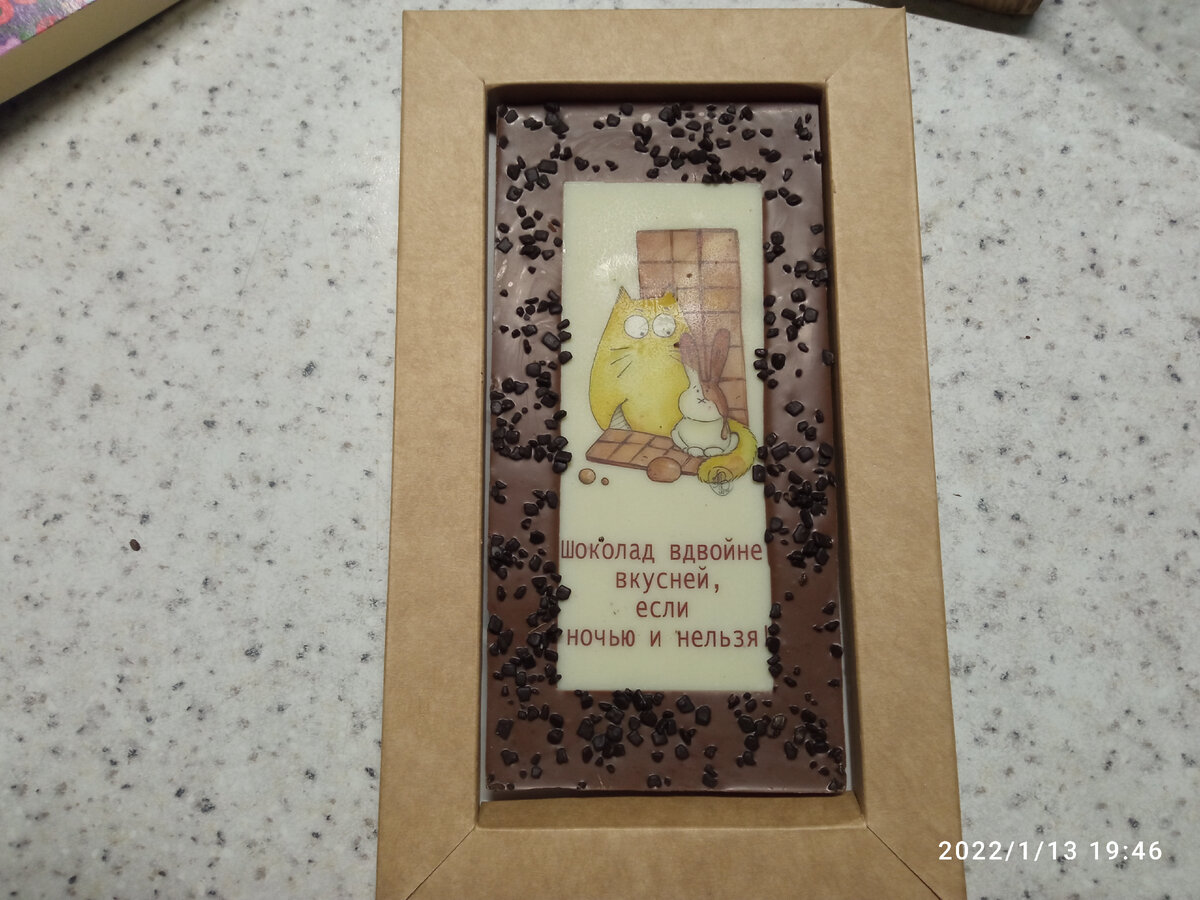 Шоколад вдвойне
вкусней,
если
ночью и нельзя!
2022/1/13 19:46